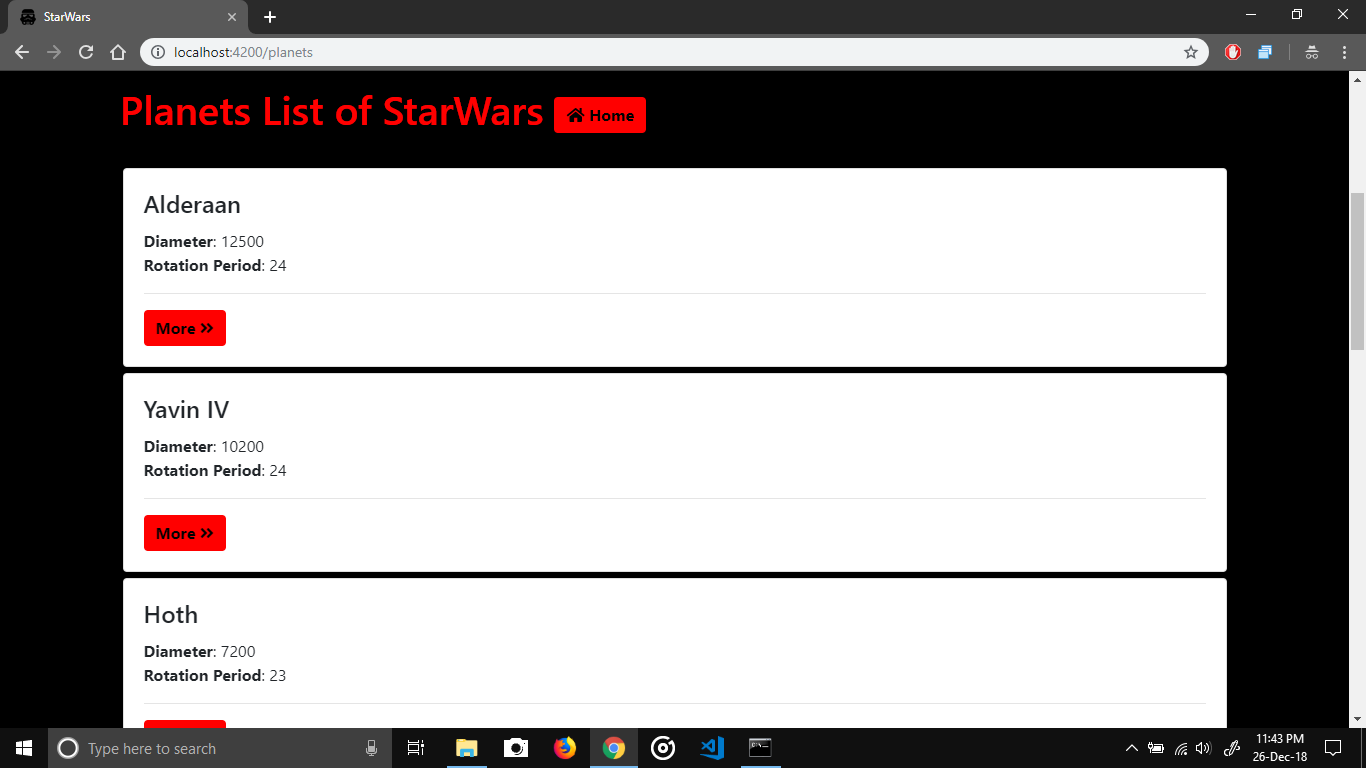 StarWars
localhost:4200/planets
Planets List of StarWars
Home
Alderaan
Diameter: 12500
Rotation Period: 24
More
Yavin IV
Diameter: 10200
Rotation Period: 24
More
Hoth
Diameter: 7200
Rotation Period: 23
Type here to search
11:43 PM
26-Dec-18